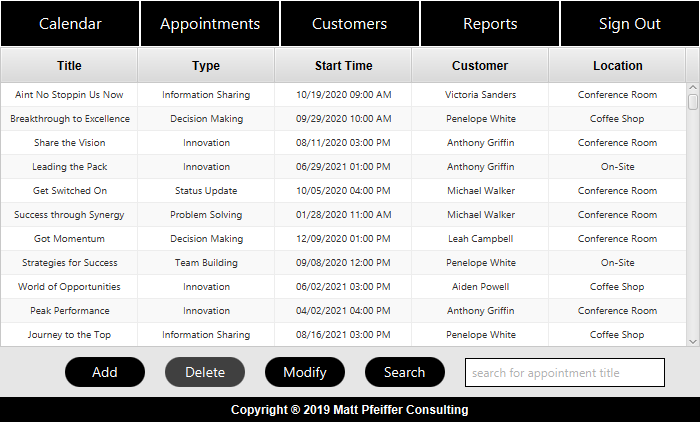 Calendar Appointments Customers Reports Sign Out
Title Type Start Time Customer Location
Aint No Stoppin Us Now Information Sharing 10/19/2020 09:00 AM Victoria Sanders Conference Room
Breakthrough to Excellence Decision Making 09/29/2020 10:00 AM Penelope White Coffee Shop
Share the Vision Innovation 08/11/2020 03:00 PM Anthony Griffin Conference Room
Leading the Pack Innovation 06/29/2021 01:00 PM Anthony Griffin On-Site
Get Switched On Status Update 10/05/2020 04:00 PM Michael Walker Conference Room
Success through Synergy Problem Solving 01/28/2020 11:00 AM Michael Walker Conference Room
Got Momentum Decision Making 12/09/2020 01:00 PM Leah Campbell Conference Room
Strategies for Success Team Building 09/08/2020 12:00 PM Penelope White On-Site
World of Opportunities Innovation 06/02/2021 03:00 PM Aiden Powell Coffee Shop
Peak Performance Innovation 04/02/2021 04:00 PM Anthony Griffin Conference Room
Journey to the Top Information Sharing 08/16/2021 03:00 PM Penelope White Coffee Shop
Add Delete Modify Search search for appointment title
Copyright ® 2019 Matt Pfeiffer Consulting